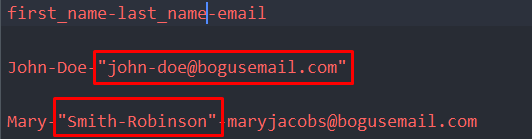 first_name-last_name-email
John-Doe-"john-doe@bogusemail.com"
Mary-"Smith-Robinson"-maryjacobs@bogusemail.com